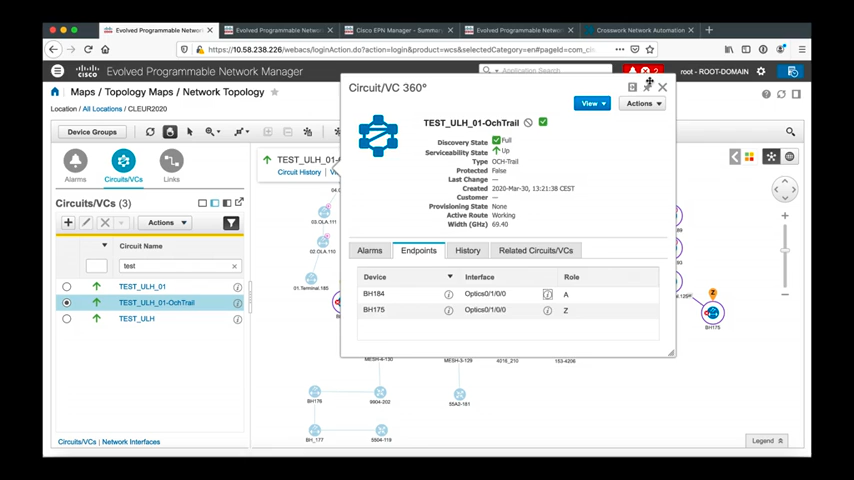 Evolved Programmable Network
Evolved Programmable Network
Cisco EPN Manager - Summary
Evolved Programmable Network
Crosswork Network Automation
https://10.58.238.226/webacs/loginAction.do?action=login&product=wcs&selectedCategory=en#pageId=com_cis
CISCO Evolved Programmable Network Manager
Application Search
2
root - ROOT-DOMAIN
Maps / Topology Maps / Network Topology
Location / All Locations / CLEUR2020
Device Groups
Alarms
Circuits/VCs
Links
Circuits/VCs (3)
Actions
Circuit Name
test
TEST_ULH_01
TEST_ULH_01-OchTrail
TEST_ULH
Circuits/VCs | Network Interfaces
TEST_ULH_01-
Circuit History
03.OLA.111
02.OLA.110
01.Terminal.185
MESH-4-130
MESH-3-129
4016_210
153-4206
BH176
9904-202
55A2-181
BH_177
5504-119
Z
BH175
Legend
Circuit/VC 360°
View
Actions
TEST_ULH_01-OchTrail
Discovery State Full
Serviceability State Up
Type OCH-Trail
Protected False
Last Change —
Created 2020-Mar-30, 13:21:38 CEST
Customer —
Provisioning State None
Active Route Working
Width (GHz) 69.40
Alarms
Endpoints
History
Related Circuits/VCs
Device Interface Role
BH184 Optics0/1/0/0 A
BH175 Optics0/1/0/0 Z